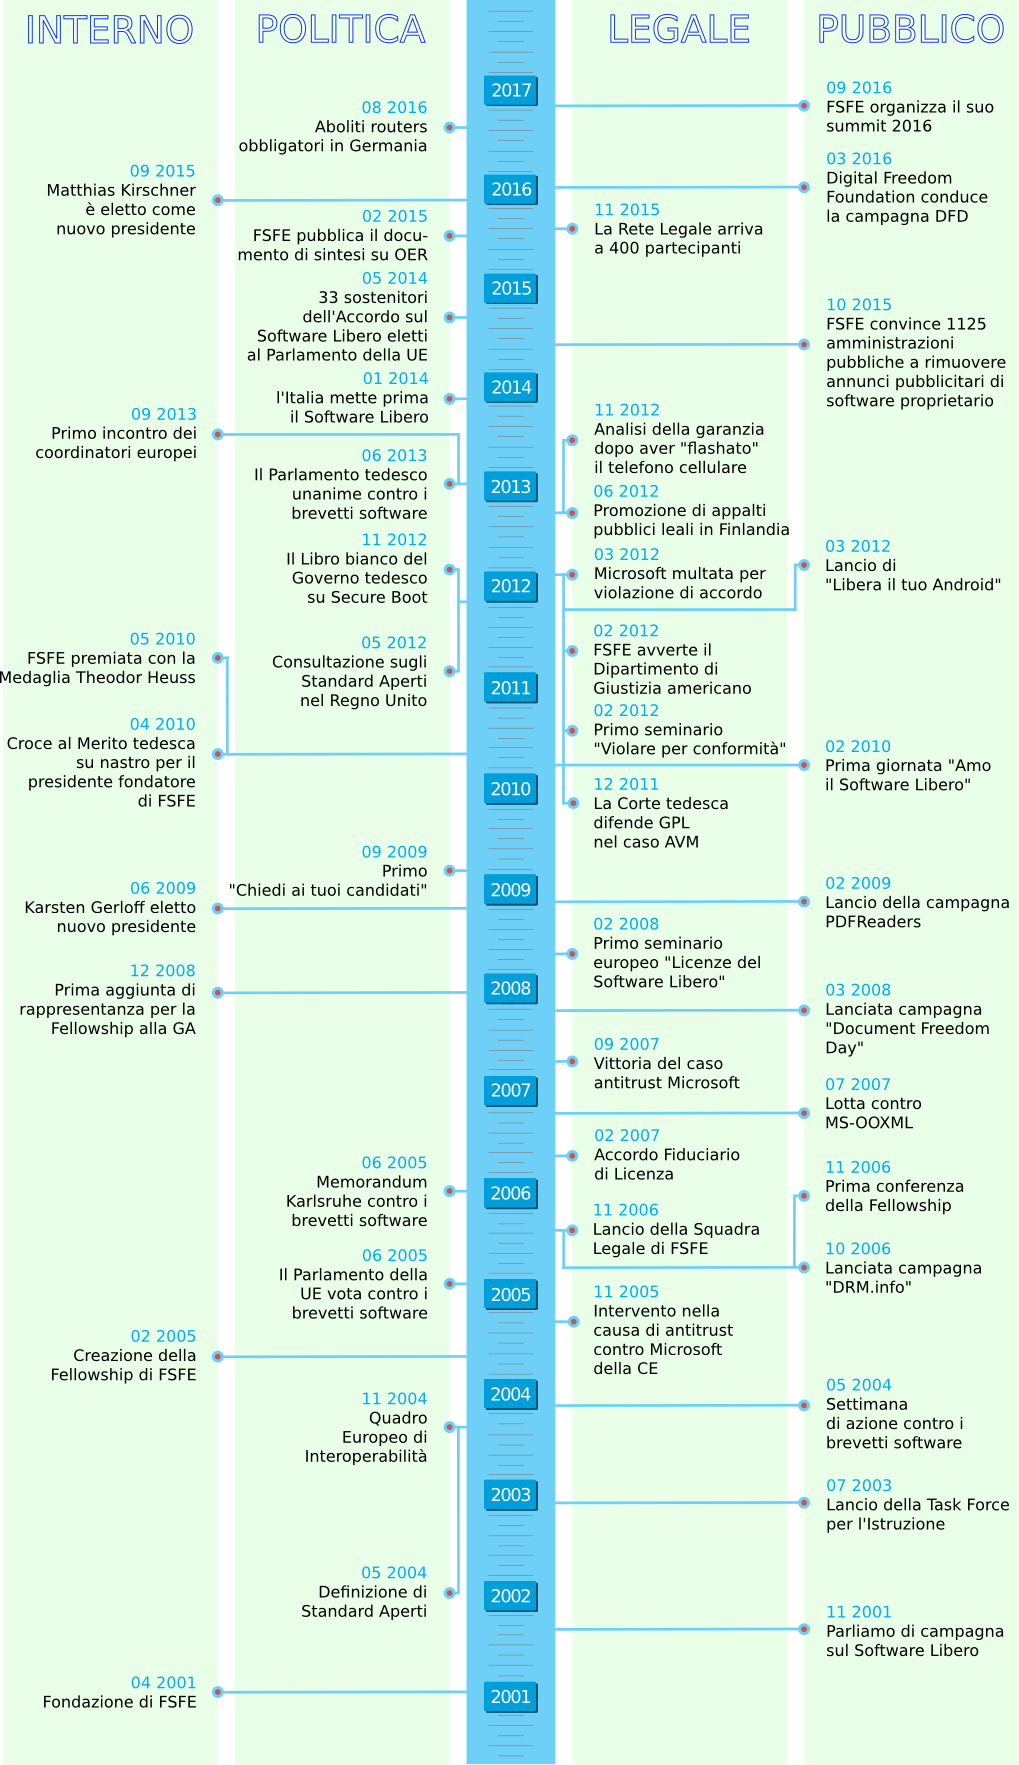 INTERNO
POLITICA
LEGALE
PUBBLICO
09 2015
Matthias Kirschner
è eletto come
nuovo presidente
09 2013
Primo incontro dei
coordinatori europei
05 2010
FSFE premiata con la
Medaglia Theodor Heuss
04 2010
Croce al Merito tedesca
su nastro per il
presidente fondatore
di FSFE
06 2009
Karsten Gerloff eletto
nuovo presidente
12 2008
Prima aggiunta di
rappresentanza per la
Fellowship alla GA
02 2005
Creazione della
Fellowship di FSFE
04 2001
Fondazione di FSFE
08 2016
Aboliti routers
obbligatori in Germania
02 2015
FSFE pubblica il docu-
mento di sintesi su OER
05 2014
33 sostenitori
dell'Accordo sul
Software Libero eletti
al Parlamento della UE
01 2014
l'Italia mette prima
il Software Libero
06 2013
Il Parlamento tedesco
unanime contro i
brevetti software
11 2012
Il Libro bianco del
Governo tedesco
su Secure Boot
05 2012
Consultazione sugli
Standard Aperti
nel Regno Unito
09 2009
Primo
"Chiedi ai tuoi candidati"
06 2005
Memorandum
Karlsruhe contro i
brevetti software
06 2005
Il Parlamento della
UE vota contro i
brevetti software
11 2004
Quadro
Europeo di
Interoperabilità
05 2004
Definizione di
Standard Aperti
2017
2016
2015
2014
2013
2012
2011
2010
2009
2008
2007
2006
2005
2004
2003
2002
2001
11 2015
La Rete Legale arriva
a 400 partecipanti
11 2012
Analisi della garanzia
dopo aver "flashato"
il telefono cellulare
06 2012
Promozione di appalti
pubblici leali in Finlandia
03 2012
Microsoft multata per
violazione di accordo
02 2012
FSFE avverte il
Dipartimento di
Giustizia americano
02 2012
Primo seminario
"Violare per conformità"
12 2011
La Corte tedesca
difende GPL
nel caso AVM
02 2008
Primo seminario
europeo "Licenze del
Software Libero"
09 2007
Vittoria del caso
antitrust Microsoft
02 2007
Accordo Fiduciario
di Licenza
11 2006
Lancio della Squadra
Legale di FSFE
11 2005
Intervento nella
causa di antitrust
contro Microsoft
della CE
09 2016
FSFE organizza il suo
summit 2016
03 2016
Digital Freedom
Foundation conduce
la campagna DFD
10 2015
FSFE convince 1125
amministrazioni
pubbliche a rimuovere
annunci pubblicitari di
software proprietario
03 2012
Lancio di
"Libera il tuo Android"
02 2010
Prima giornata "Amo
il Software Libero"
02 2009
Lancio della campagna
PDFReaders
03 2008
Lanciata campagna
"Document Freedom
Day"
07 2007
Lotta contro
MS-OOXML
11 2006
Prima conferenza
della Fellowship
10 2006
Lanciata campagna
"DRM.info"
05 2004
Settimana
di azione contro i
brevetti software
07 2003
Lancio della Task Force
per l'Istruzione
11 2001
Parliamo di campagna
sul Software Libero